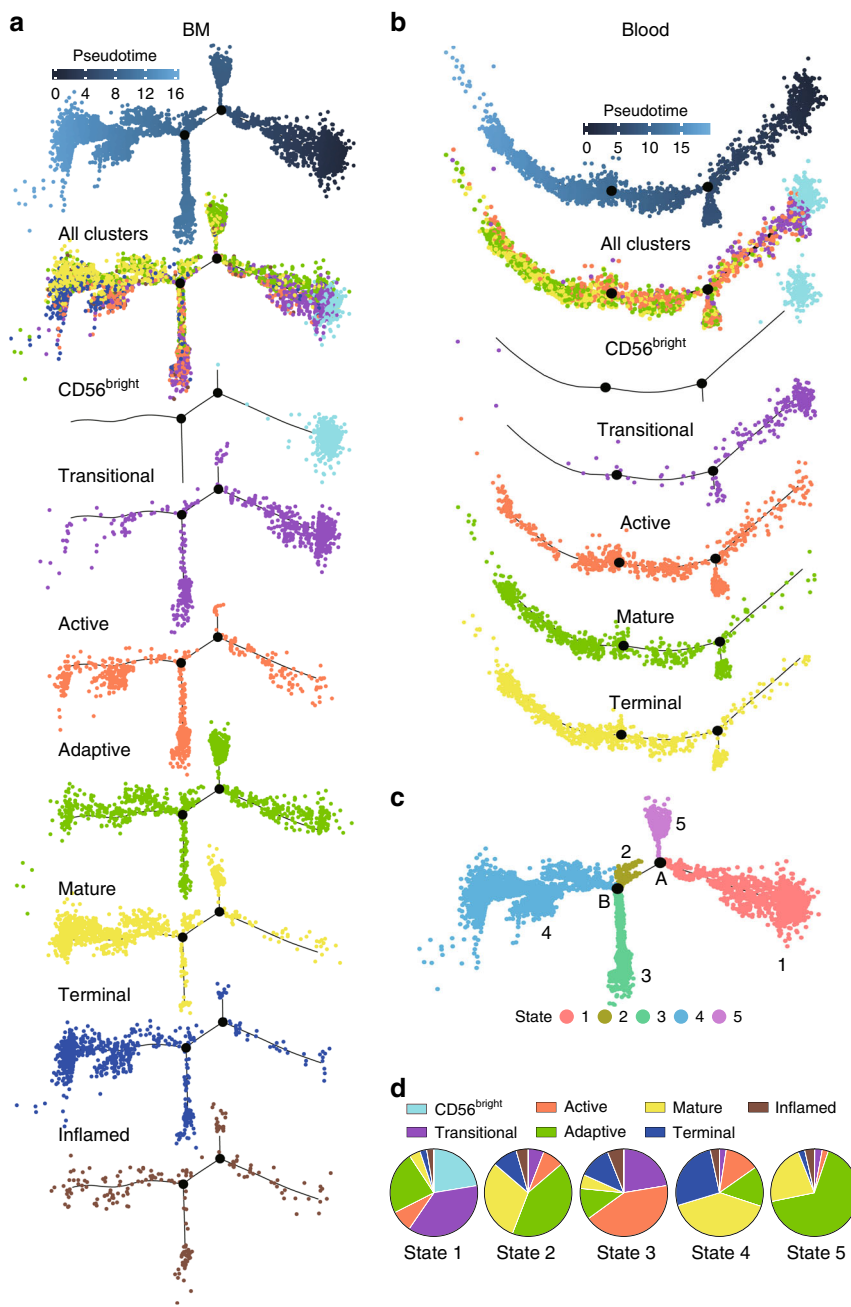 a
BM
Pseudotime
0 4 8 12 16
All clusters
CD56bright
Transitional
Active
Adaptive
Mature
Terminal
Inflamed
b
Blood
Pseudotime
0 5 10 15
All clusters
CD56bright
Transitional
Active
Mature
Terminal
c
5
2
A
B
4
3
1
State 1 2 3 4 5
d
CD56bright Active Mature Inflamed
Transitional Adaptive Terminal
State 1 State 2 State 3 State 4 State 5